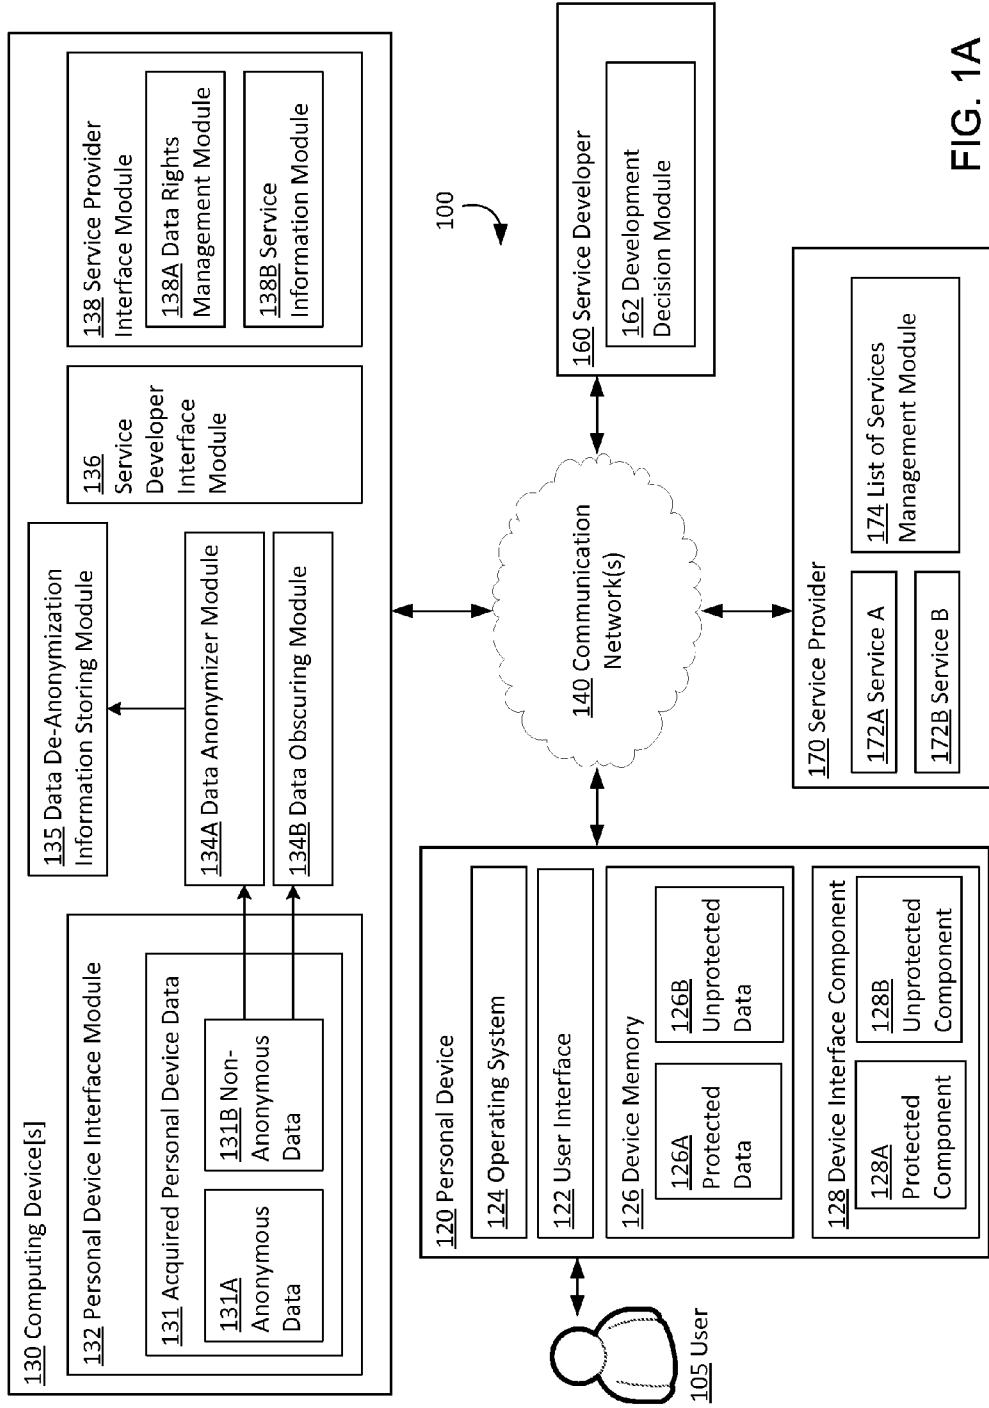 130 Computing Device[s]
132 Personal Device Interface Module
131 Acquired Personal Device Data
131A
Anonymous
Data
131B Non-
Anonymous
Data
135 Data De-Anonymization
Information Storing Module
134A Data Anonymizer Module
134B Data Obscuring Module
136
Service
Developer
Interface
Module
138 Service Provider
Interface Module
138A Data Rights
Management Module
138B Service
Information Module
100
105 User
120 Personal Device
124 Operating System
122 User Interface
126 Device Memory
126A
Protected
Data
126B
Unprotected
Data
128 Device Interface Component
128A
Protected
Component
128B
Unprotected
Component
140 Communication
Network(s)
160 Service Developer
162 Development
Decision Module
170 Service Provider
172A Service A
172B Service B
174 List of Services
Management Module
FIG. 1A